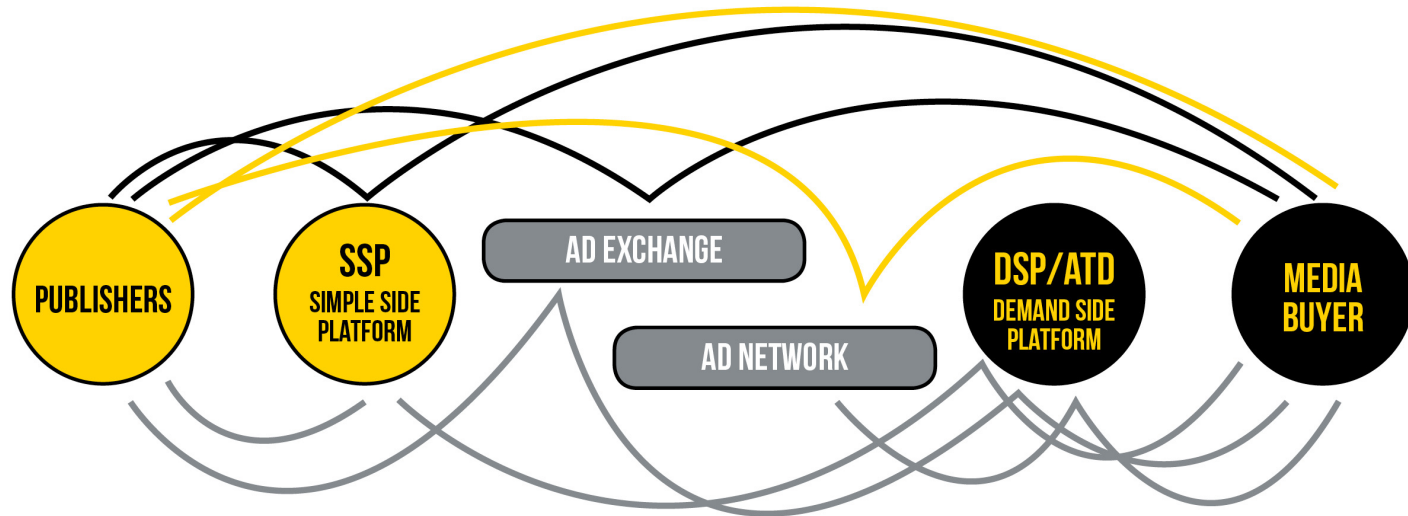 PUBLISHERS
SSP
SIMPLE SIDE
PLATFORM
AD EXCHANGE
AD NETWORK
DSP/ATD
DEMAND SIDE
PLATFORM
MEDIA
BUYER